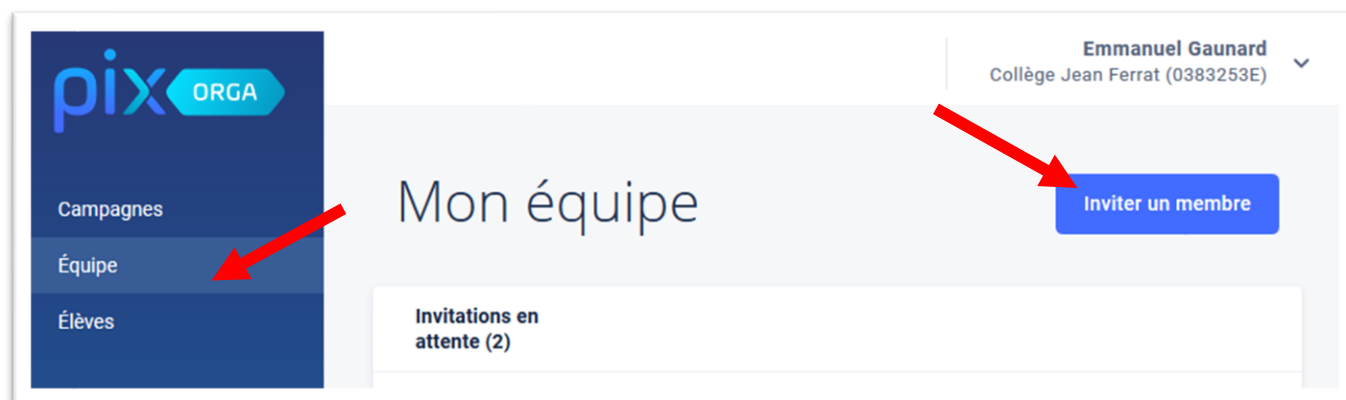 pix ORGA
Emmanuel Gaunard
Collège Jean Ferrat (0383253E)
Campagnes
Équipe
Élèves
Mon équipe
Inviter un membre
Invitations en
attente (2)